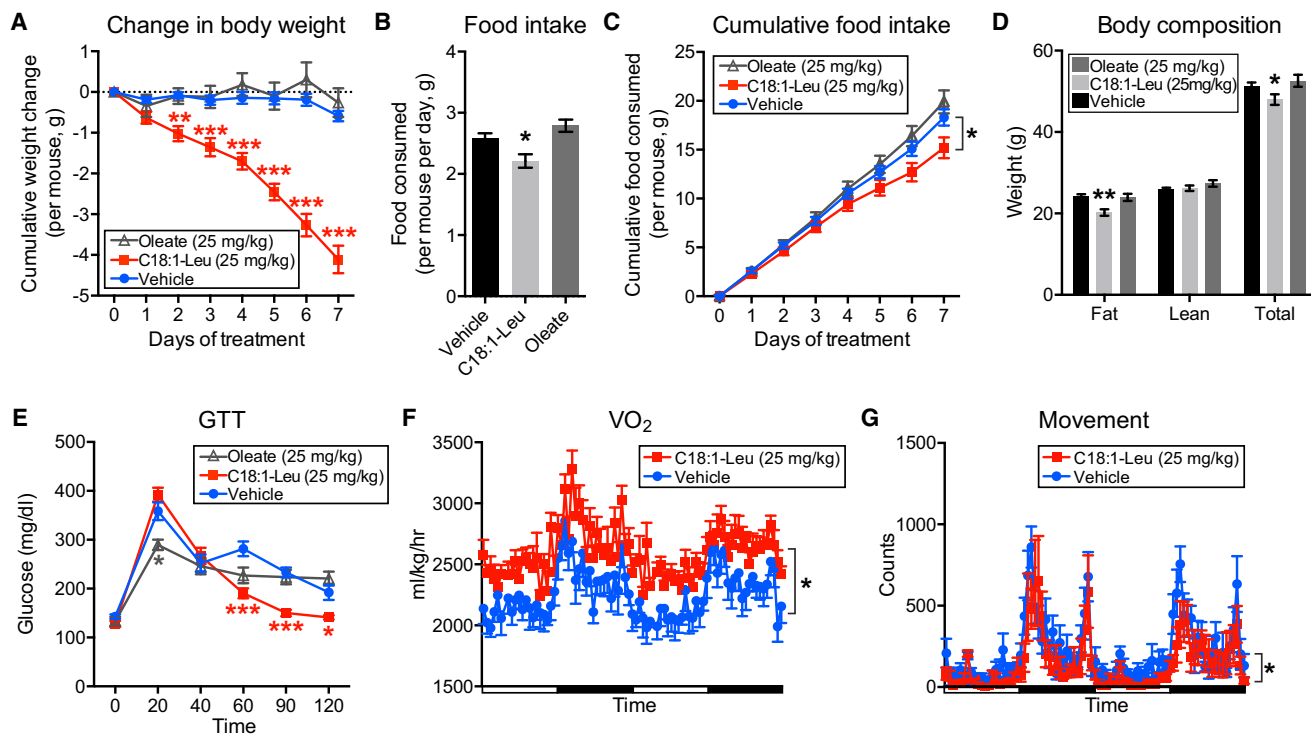 A Change in body weight
Cumulative weight change
(per mouse, g)
1
0
-1
-2
-3
-4
-5
**
***
***
***
***
***
Oleate (25 mg/kg)
C18:1-Leu (25 mg/kg)
Vehicle
0 1 2 3 4 5 6 7
Days of treatment
B Food intake
Food consumed
(per mouse per day, g)
4
3
2
1
0
*
Vehicle
C18:1-Leu
Oleate
C Cumulative food intake
Cumulative food consumed
(per mouse, g)
25
20
15
10
5
0
Oleate (25 mg/kg)
C18:1-Leu (25 mg/kg)
Vehicle
*
0 1 2 3 4 5 6 7
Days of treatment
D Body composition
Weight (g)
60
40
20
0
Oleate (25 mg/kg)
C18:1-Leu (25mg/kg)
Vehicle
**
*
Fat Lean Total
E GTT
Glucose (mg/dl)
500
400
300
200
100
0
Oleate (25 mg/kg)
C18:1-Leu (25 mg/kg)
Vehicle
*
***
***
*
0 20 40 60 90 120
Time
F VO2
ml/kg/hr
3500
3000
2500
2000
1500
C18:1-Leu (25 mg/kg)
Vehicle
*
Time
G Movement
Counts
1500
1000
500
0
C18:1-Leu (25 mg/kg)
Vehicle
*
Time